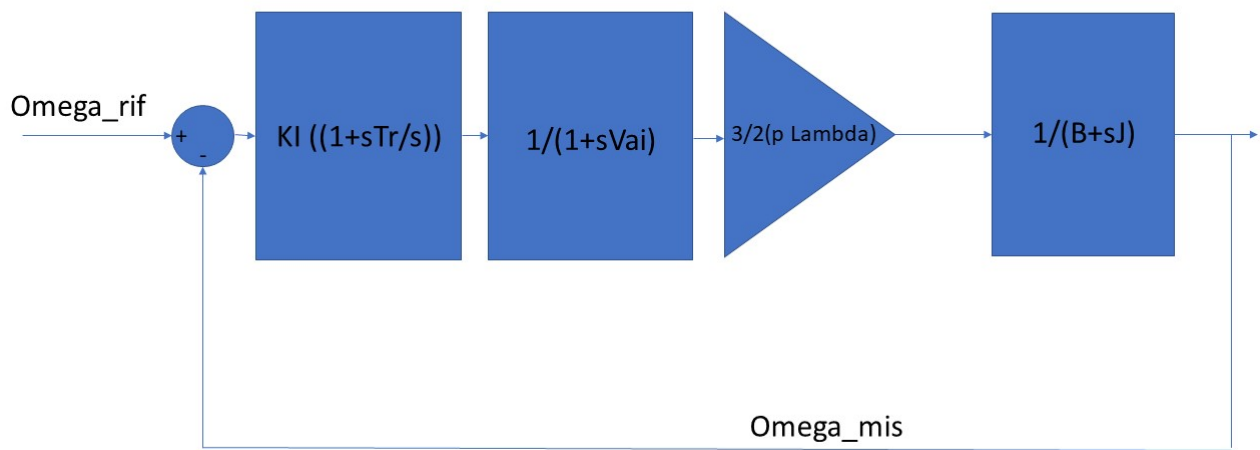 Omega_rif
+
-
KI ((1+sTr/s))
1/(1+sVai)
3/2(p Lambda)
1/(B+sJ)
Omega_mis